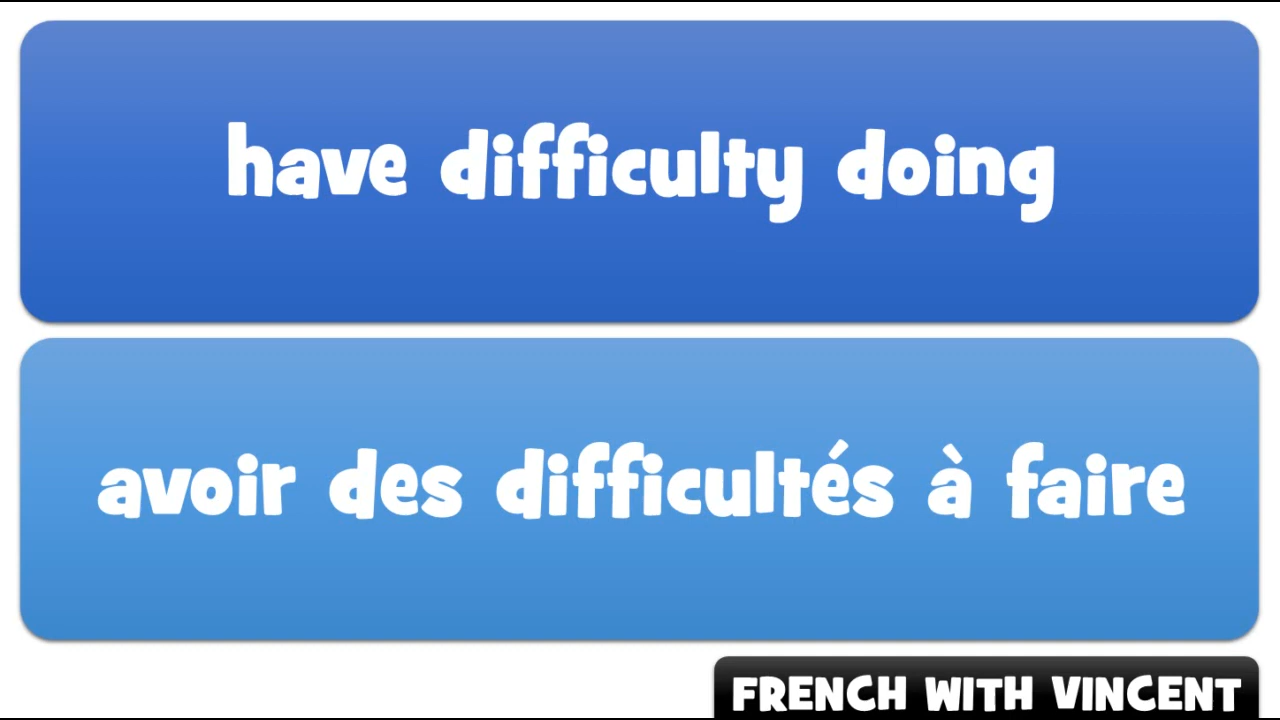 have difficulty doing
avoir des difficultés à faire
FRENCH WITH VINCENT